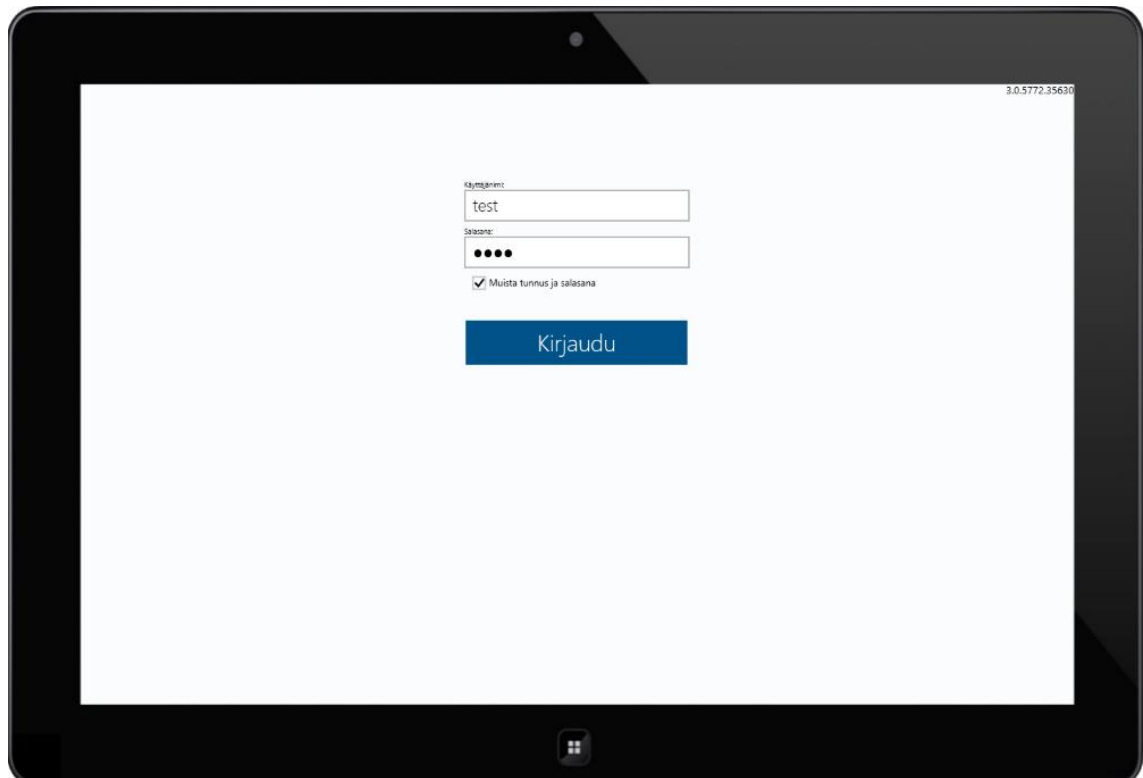 3.0.5772.35630
Käyttäjänimi:
test
Salasana:
••••
Muista tunnus ja salasana
Kirjaudu